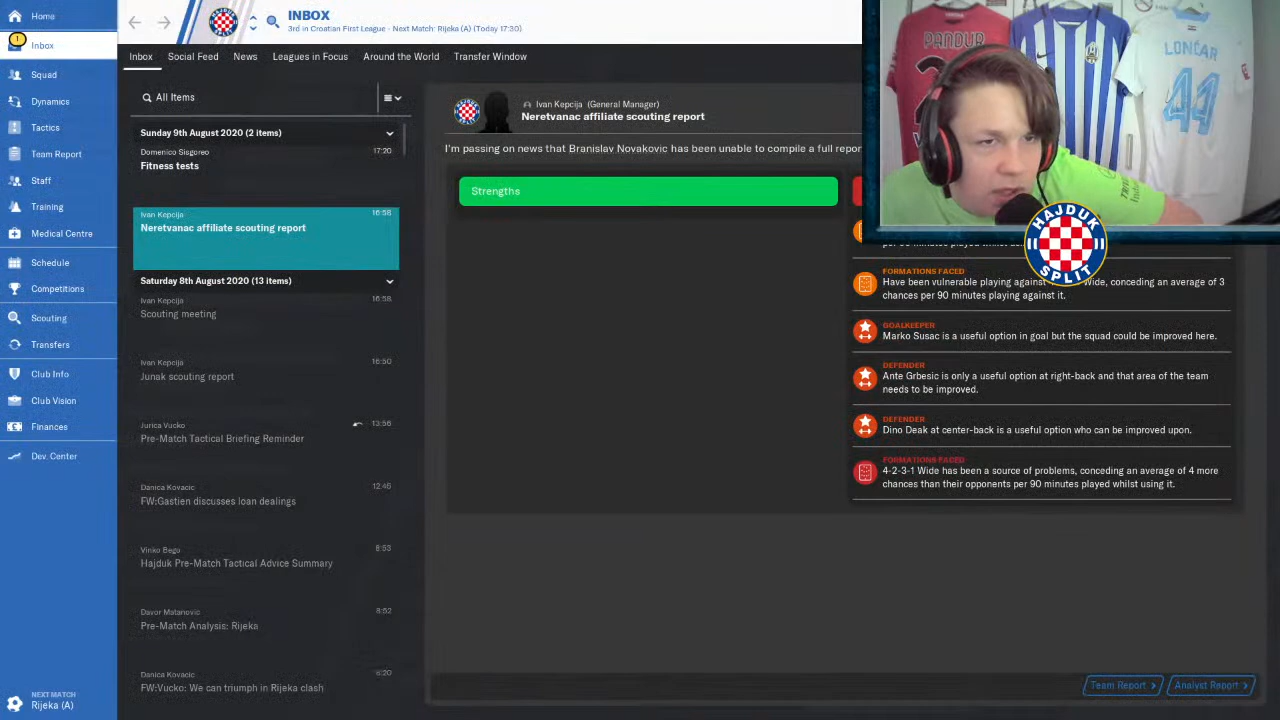 Home
INBOX
3rd in Croatian First League - Next Match: Rijeka (A) (Today 17:30)
1
Inbox
Squad
Dynamics
Tactics
Team Report
Staff
Training
Medical Centre
Schedule
Competitions
Scouting
Transfers
Club Info
Club Vision
Finances
Dev. Center
NEXT MATCH
Rijeka (A)
Inbox Social Feed News Leagues in Focus Around the World Transfer Window
All Items
Sunday 9th August 2020 (2 items)
Domenico Sisgoreo 17:20
Fitness tests
Ivan Kepcija 16:58
Neretvanac affiliate scouting report
Saturday 8th August 2020 (13 items)
Ivan Kepcija 16:58
Scouting meeting
Ivan Kepcija 16:50
Junak scouting report
Jurica Vucko 13:56
Pre-Match Tactical Briefing Reminder
Danica Kovacic 12:45
FW:Gastien discusses loan dealings
Vinko Bego 8:53
Hajduk Pre-Match Tactical Advice Summary
Davor Matanovic 8:52
Pre-Match Analysis: Rijeka
Danica Kovacic 6:20
FW:Vucko: We can triumph in Rijeka clash
Ivan Kepcija (General Manager)
Neretvanac affiliate scouting report
I'm passing on news that Branislav Novakovic has been unable to compile a full repor
Strengths
FORMATIONS FACED
Have been vulnerable playing against Wide, conceding an average of 3
chances per 90 minutes playing against it.
GOALKEEPER
Marko Susac is a useful option in goal but the squad could be improved here.
DEFENDER
Ante Grbesic is only a useful option at right-back and that area of the team
needs to be improved.
DEFENDER
Dino Deak at center-back is a useful option who can be improved upon.
FORMATIONS FACED
4-2-3-1 Wide has been a source of problems, conceding an average of 4 more
chances than their opponents per 90 minutes played whilst using it.
Team Report
Analyst Report
PANDUR
LONČAR
44
HAJDUK
SPLIT